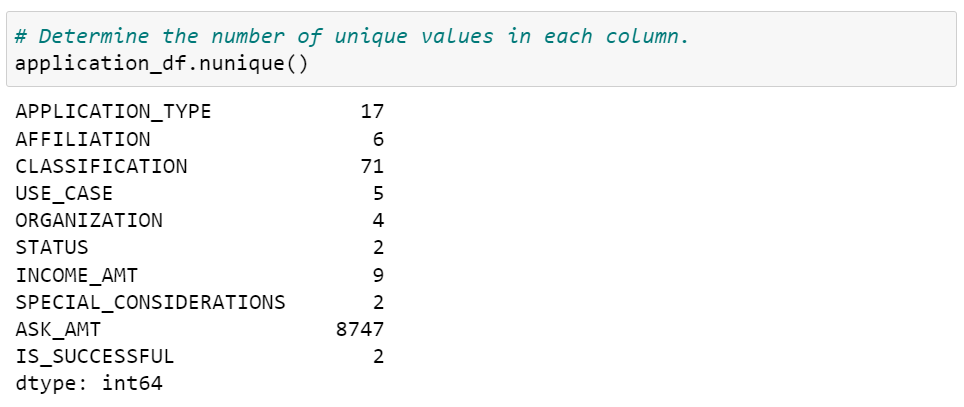 # Determine the number of unique values in each column.
application_df.nunique()
APPLICATION_TYPE 17
AFFILIATION 6
CLASSIFICATION 71
USE_CASE 5
ORGANIZATION 4
STATUS 2
INCOME_AMT 9
SPECIAL_CONSIDERATIONS 2
ASK_AMT 8747
IS_SUCCESSFUL 2
dtype: int64